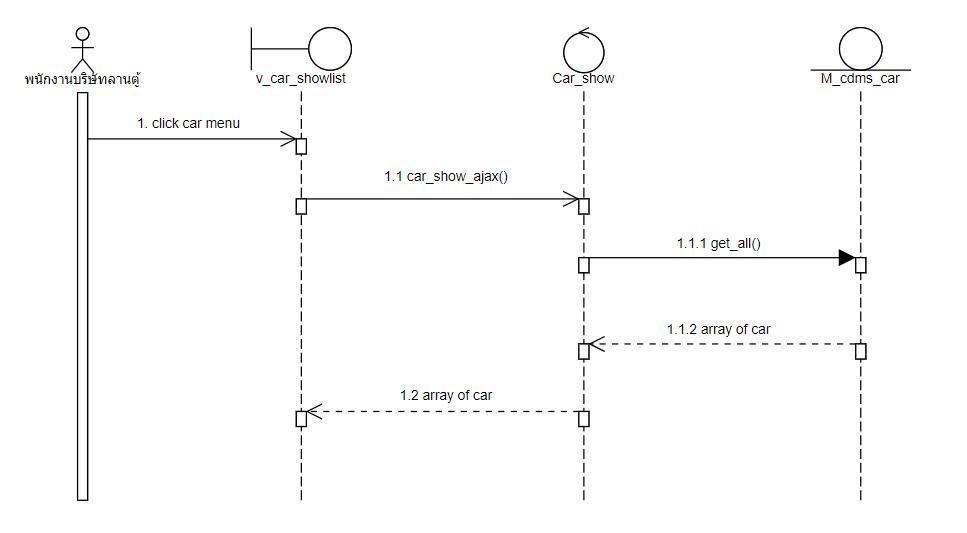 พนักงานบริษัทลานตู้
v_car_showlist
Car_show
M_cdms_car
1. click car menu
1.1 car_show_ajax()
1.1.1 get_all()
1.1.2 array of car
1.2 array of car